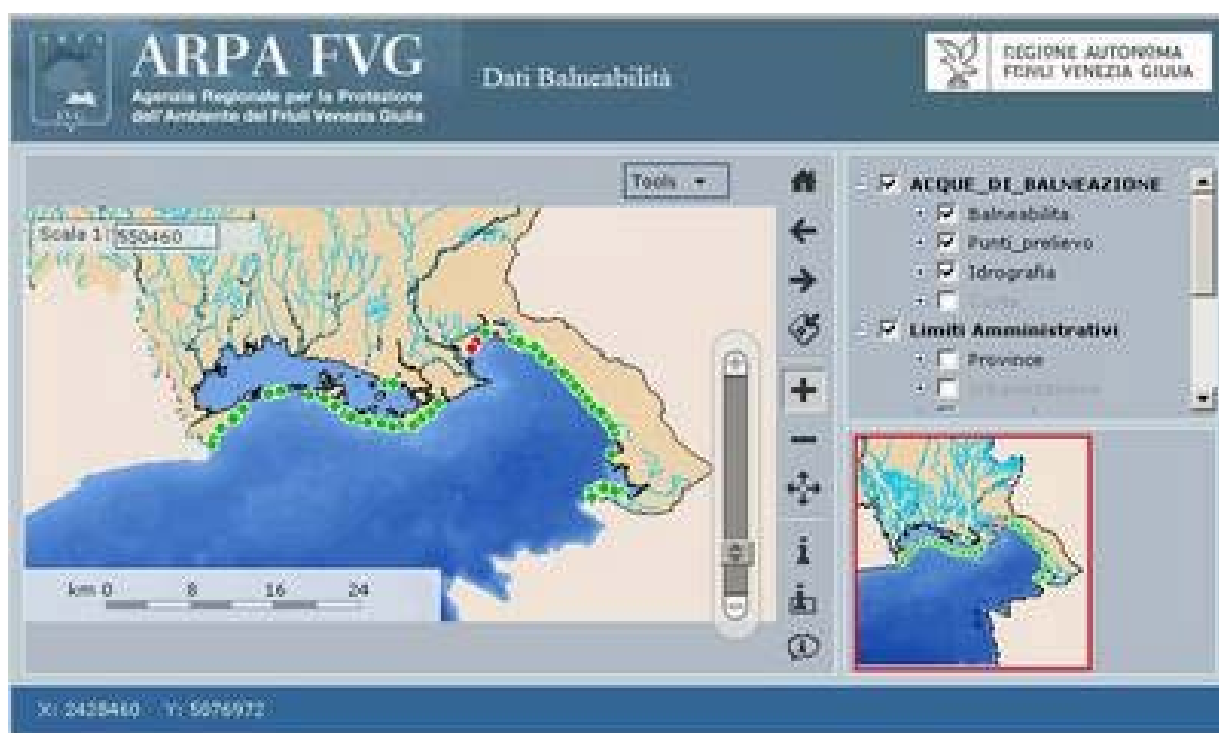 ARPA FVG
Agenzia Regionale per la Protezione
dell'Ambiente del Friuli Venezia Giulia
Dati Balneabilità
REGIONE AUTONOMA
FRIULI VENEZIA GIULIA
Tools
Scala 1: 550460
ACQUE_DI_BALNEAZIONE
Balneabilita
Punti_prelievo
Idrografia
Limiti Amministrativi
Province
km 0 8 16 24
X: 2428460 Y: 5076972